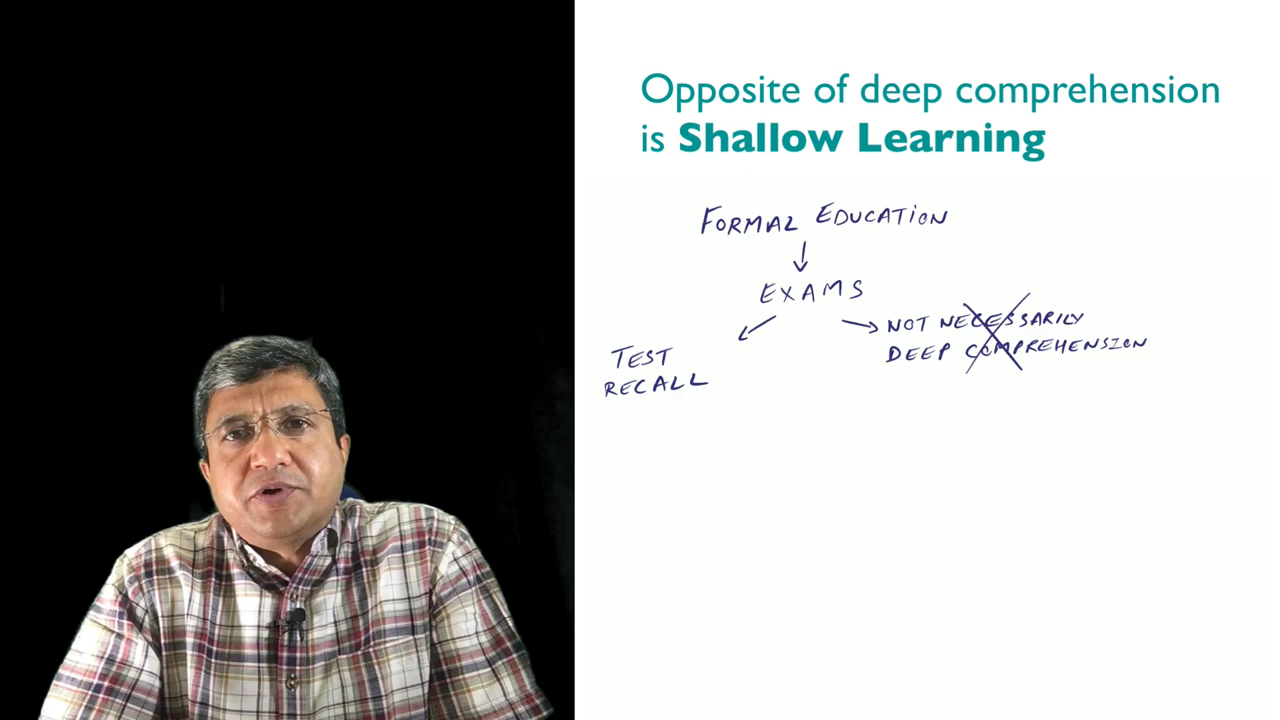 Opposite of deep comprehension
is Shallow Learning
FORMAL EDUCATION
EXAMS
NOT NECESSARILY
DEEP COMPREHENSION
TEST
RECALL